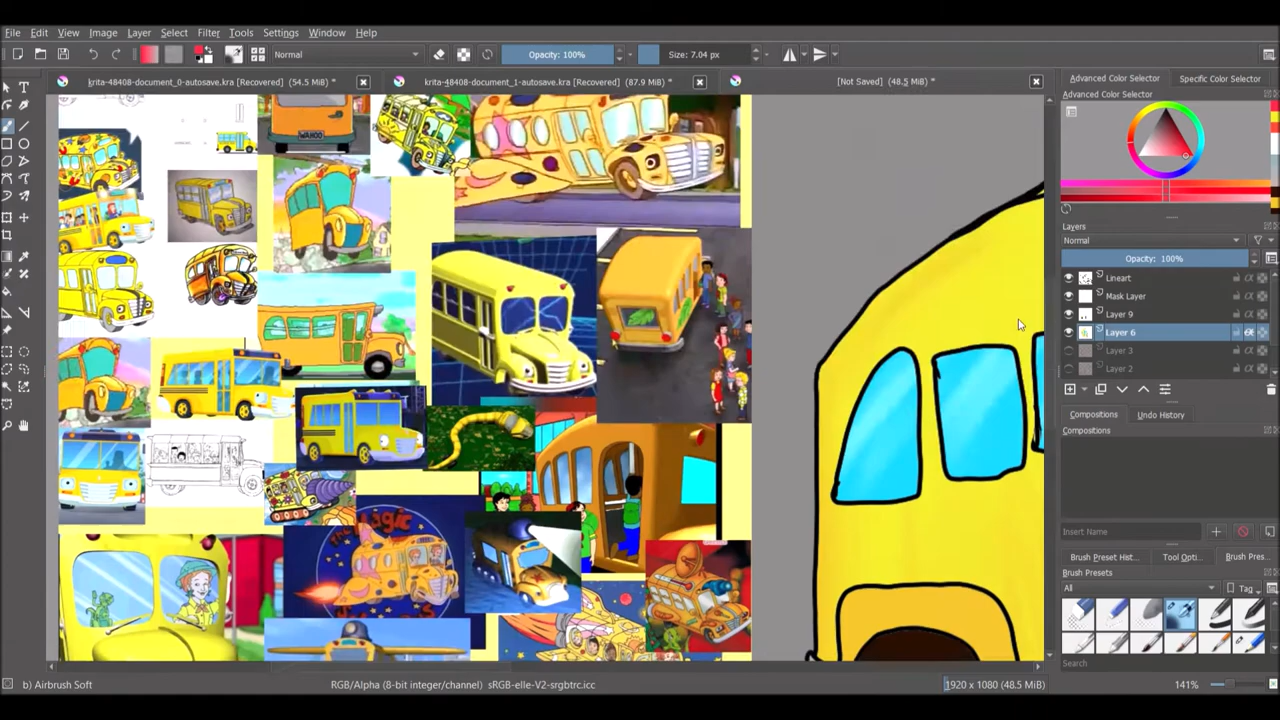 File Edit View Image Layer Select Filter Tools Settings Window Help
Normal Opacity: 100% Size: 7.04 px
krita-48408-document_0-autosave.kra [Recovered] (54.5 MiB) * krita-48408-document_1-autosave.kra [Recovered] (87.9 MiB) * [Not Saved] (48.5 MiB) *
Advanced Color Selector Specific Color Selector
Advanced Color Selector
WAHOO
Layers
Normal
Opacity: 100%
Lineart
Mask Layer
Layer 9
Layer 6
Layer 3
Layer 2
Compositions Undo History
Compositions
The Magic
Insert Name
Brush Preset Hist... Tool Opti... Brush Pres...
Brush Presets
All Tag
Search
b) Airbrush Soft RGB/Alpha (8-bit integer/channel) sRGB-elle-V2-srgbtrc.icc 1920 x 1080 (48.5 MiB) 141%